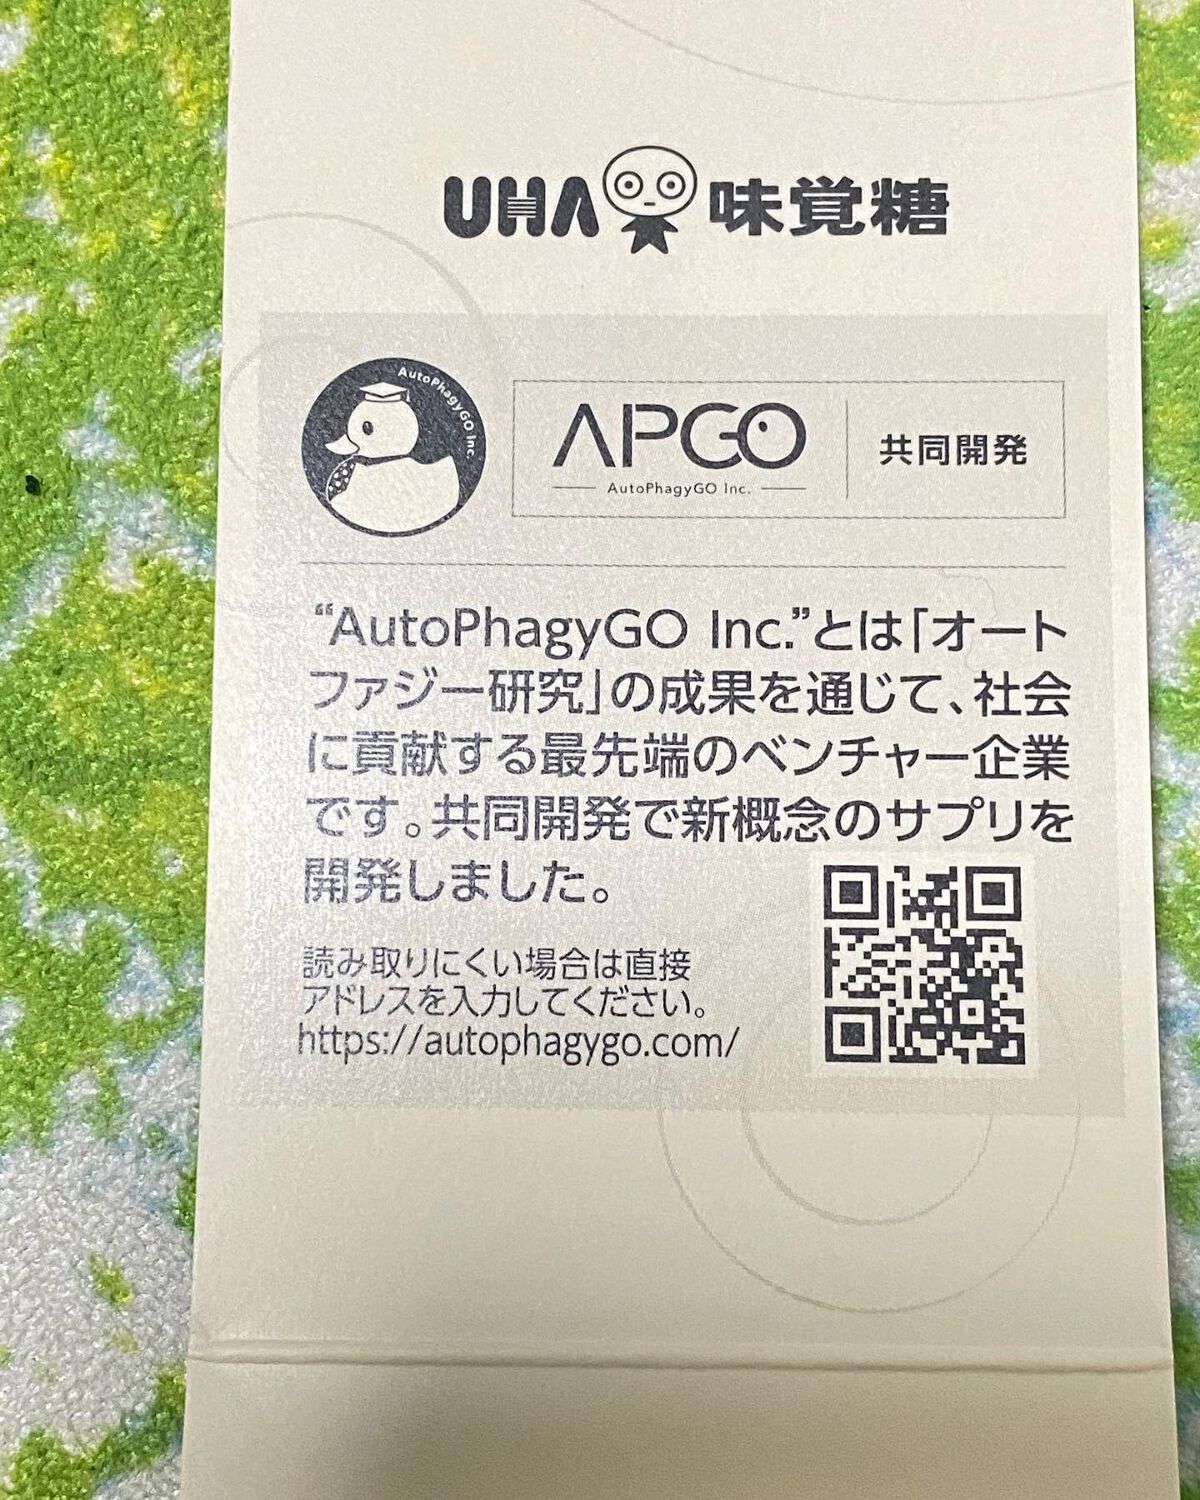 UHA味覚糖
AutoPhagyGO Inc.
APGO
AutoPhagyGO Inc.
共同開発
“AutoPhagyGO Inc.”とは「オート
ファジー研究」の成果を通じて、社会
に貢献する最先端のベンチャー企業
です。共同開発で新概念のサプリを
開発しました。
読み取りにくい場合は直接
アドレスを入力してください。
https://autophagygo.com/